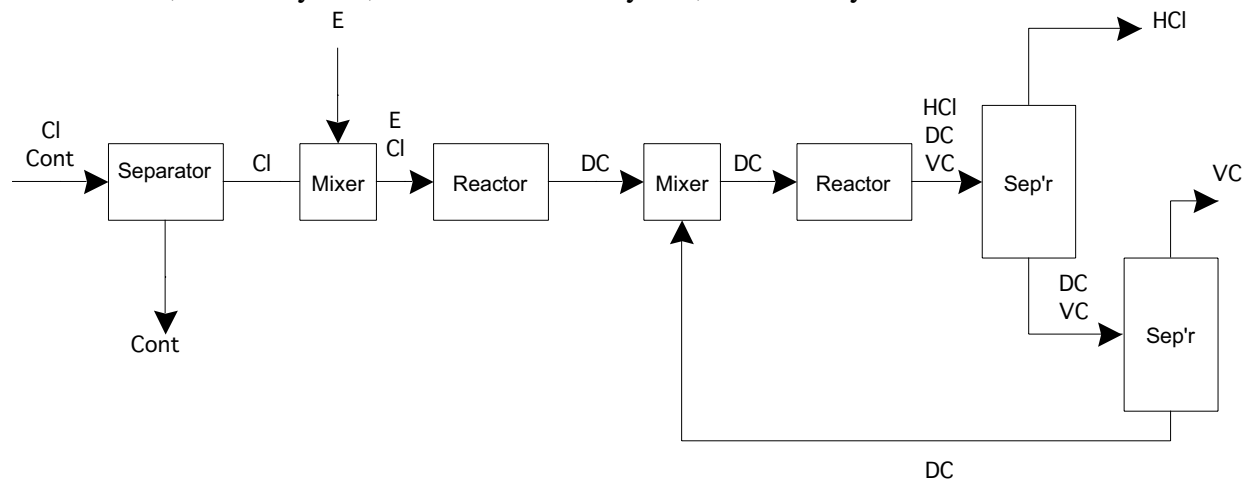 E
HCl
Cl
Cont
Separator
Cl
Mixer
E
Cl
Reactor
DC
Mixer
DC
Reactor
HCl
DC
VC
Sep'r
VC
DC
VC
Sep'r
Cont
DC